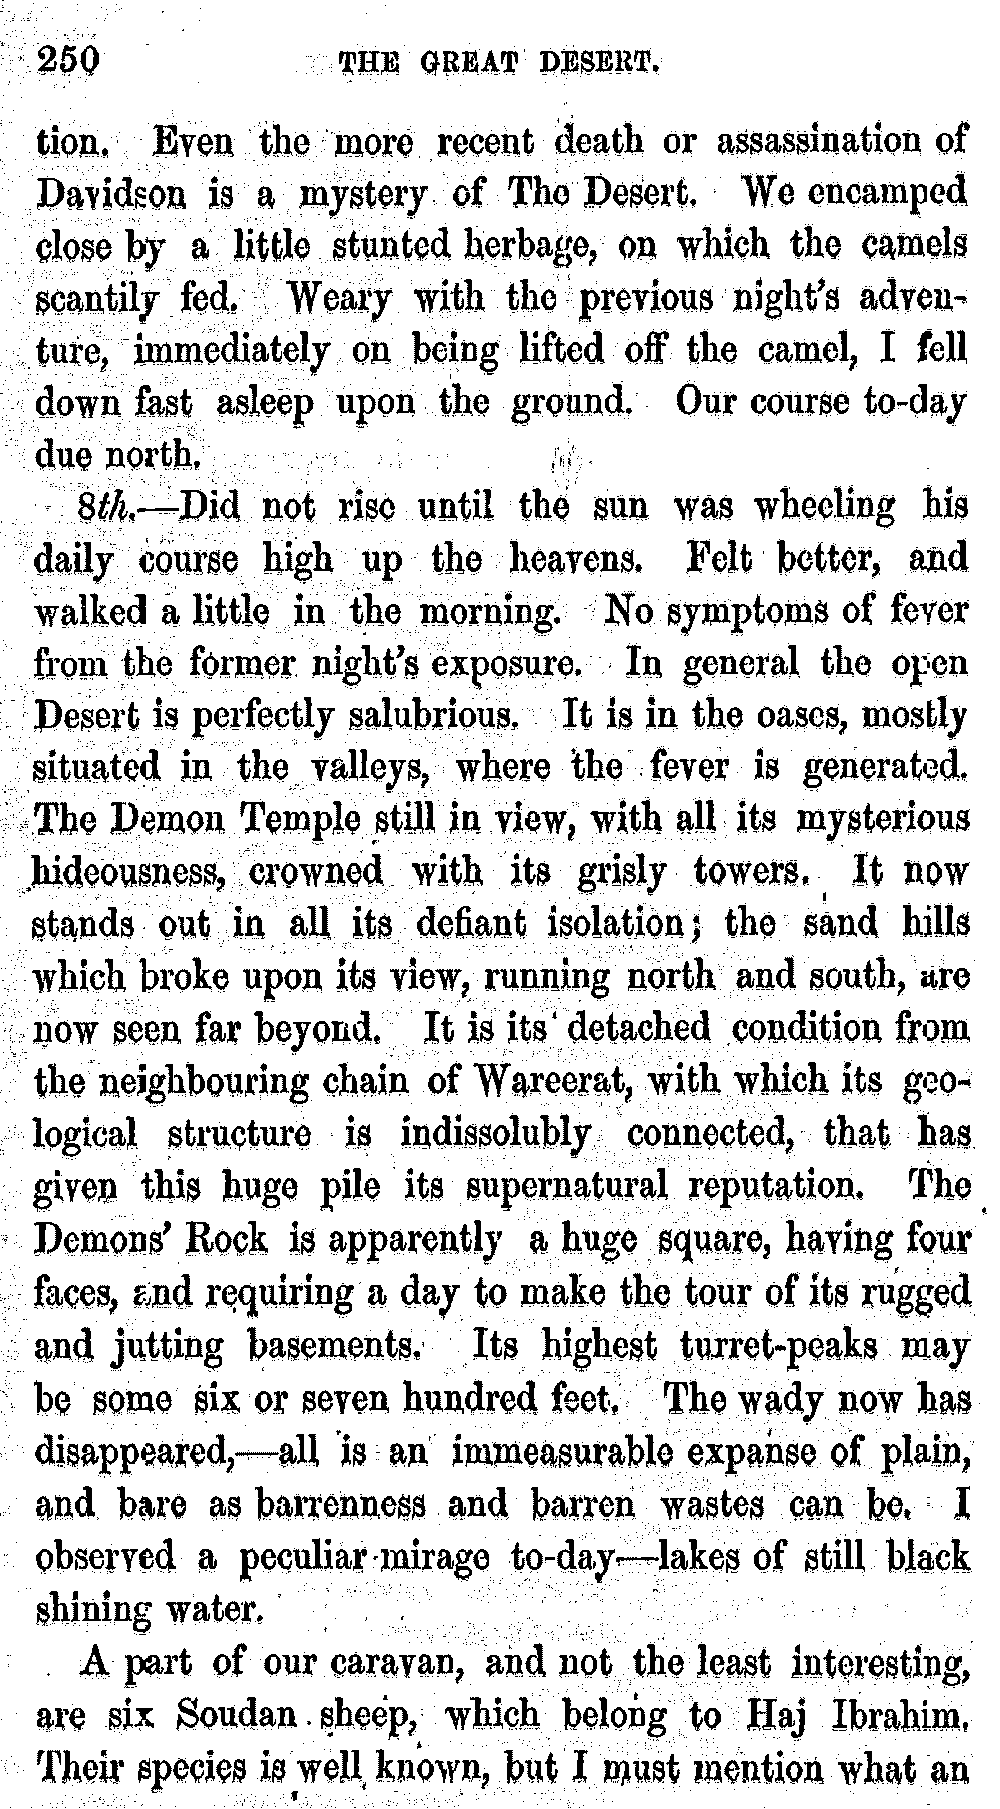 250 THE GREAT DESERT.
tion. Even the more recent death or assassination of
Davidson is a mystery of The Desert. We encamped
close by a little stunted herbage, on which the camels
scantily fed. Weary with the previous night's adven-
ture, immediately on being lifted off the camel, I fell
down fast asleep upon the ground. Our course to-day
due north.
8th.—Did not rise until the sun was wheeling his
daily course high up the heavens. Felt better, and
walked a little in the morning. No symptoms of fever
from the former night's exposure. In general the open
Desert is perfectly salubrious. It is in the oases, mostly
situated in the valleys, where the fever is generated.
The Demon Temple still in view, with all its mysterious
hideousness, crowned with its grisly towers. It now
stands out in all its defiant isolation; the sand hills
which broke upon its view, running north and south, are
now seen far beyond. It is its detached condition from
the neighbouring chain of Wareerat, with which its geo-
logical structure is indissolubly connected, that has
given this huge pile its supernatural reputation. The
Demons' Rock is apparently a huge square, having four
faces, and requiring a day to make the tour of its rugged
and jutting basements. Its highest turret-peaks may
be some six or seven hundred feet. The wady now has
disappeared,—all is an immeasurable expanse of plain,
and bare as barrenness and barren wastes can be. I
observed a peculiar mirage to-day—lakes of still black
shining water.
A part of our caravan, and not the least interesting,
are six Soudan sheep, which belong to Haj Ibrahim.
Their species is well known, but I must mention what an